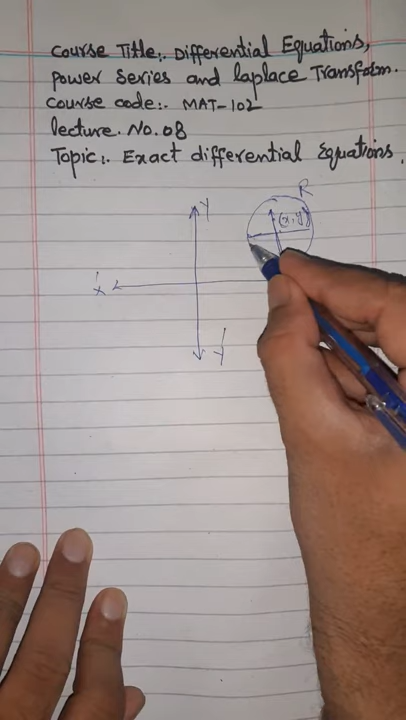 Course Title:. Differential Equations,
power Series and laplace Transform.
course code:. MAT-102
lecture. No. 08
Topic:. Exact differential Equations.
R
Y
(x, y)
X'
Y'